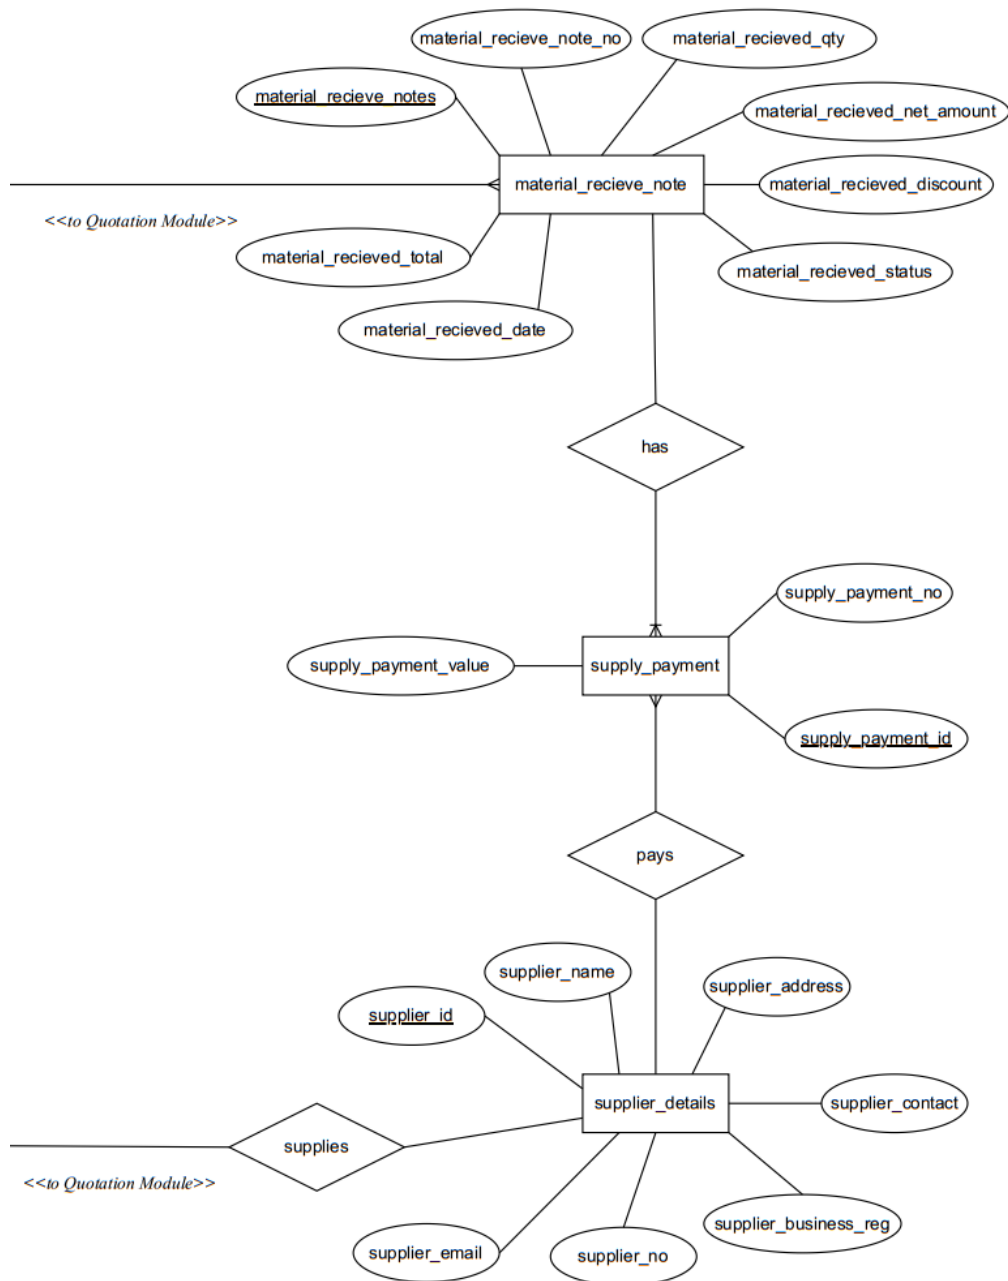 material_recieve_note_no
material_recieved_qty
material_recieve_notes
material_recieved_net_amount
material_recieve_note
material_recieved_discount
<<to Quotation Module>>
material_recieved_total
material_recieved_status
material_recieved_date
has
supply_payment_no
supply_payment_value
supply_payment
supply_payment_id
pays
supplier_name
supplier_address
supplier_id
supplier_details
supplier_contact
supplies
<<to Quotation Module>>
supplier_business_reg
supplier_email
supplier_no